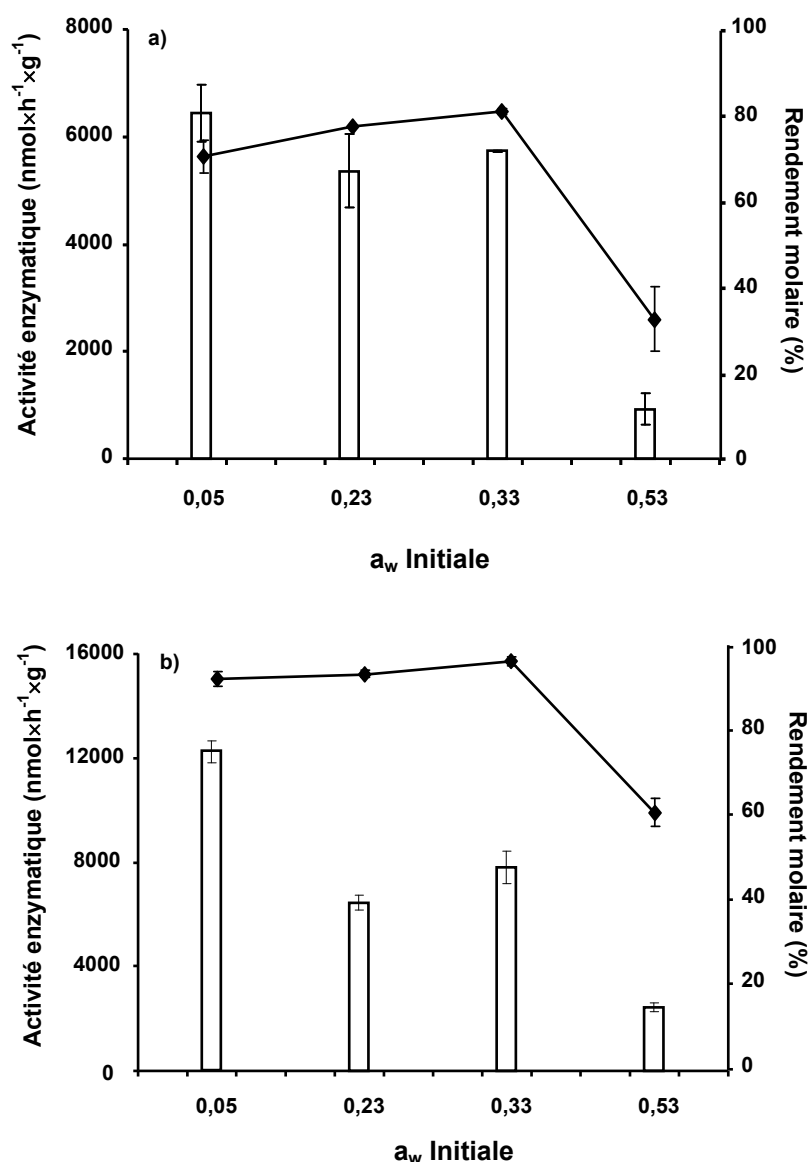 a)
Activité enzymatique (nmol×h⁻¹×g⁻¹)
8000
6000
4000
2000
0
100
80
60
40
20
0
Rendement molaire (%)
0,05 0,23 0,33 0,53
a_w Initiale
b)
Activité enzymatique (nmol×h⁻¹×g⁻¹)
16000
12000
8000
4000
0
100
80
60
40
20
0
Rendement molaire (%)
0,05 0,23 0,33 0,53
a_w Initiale